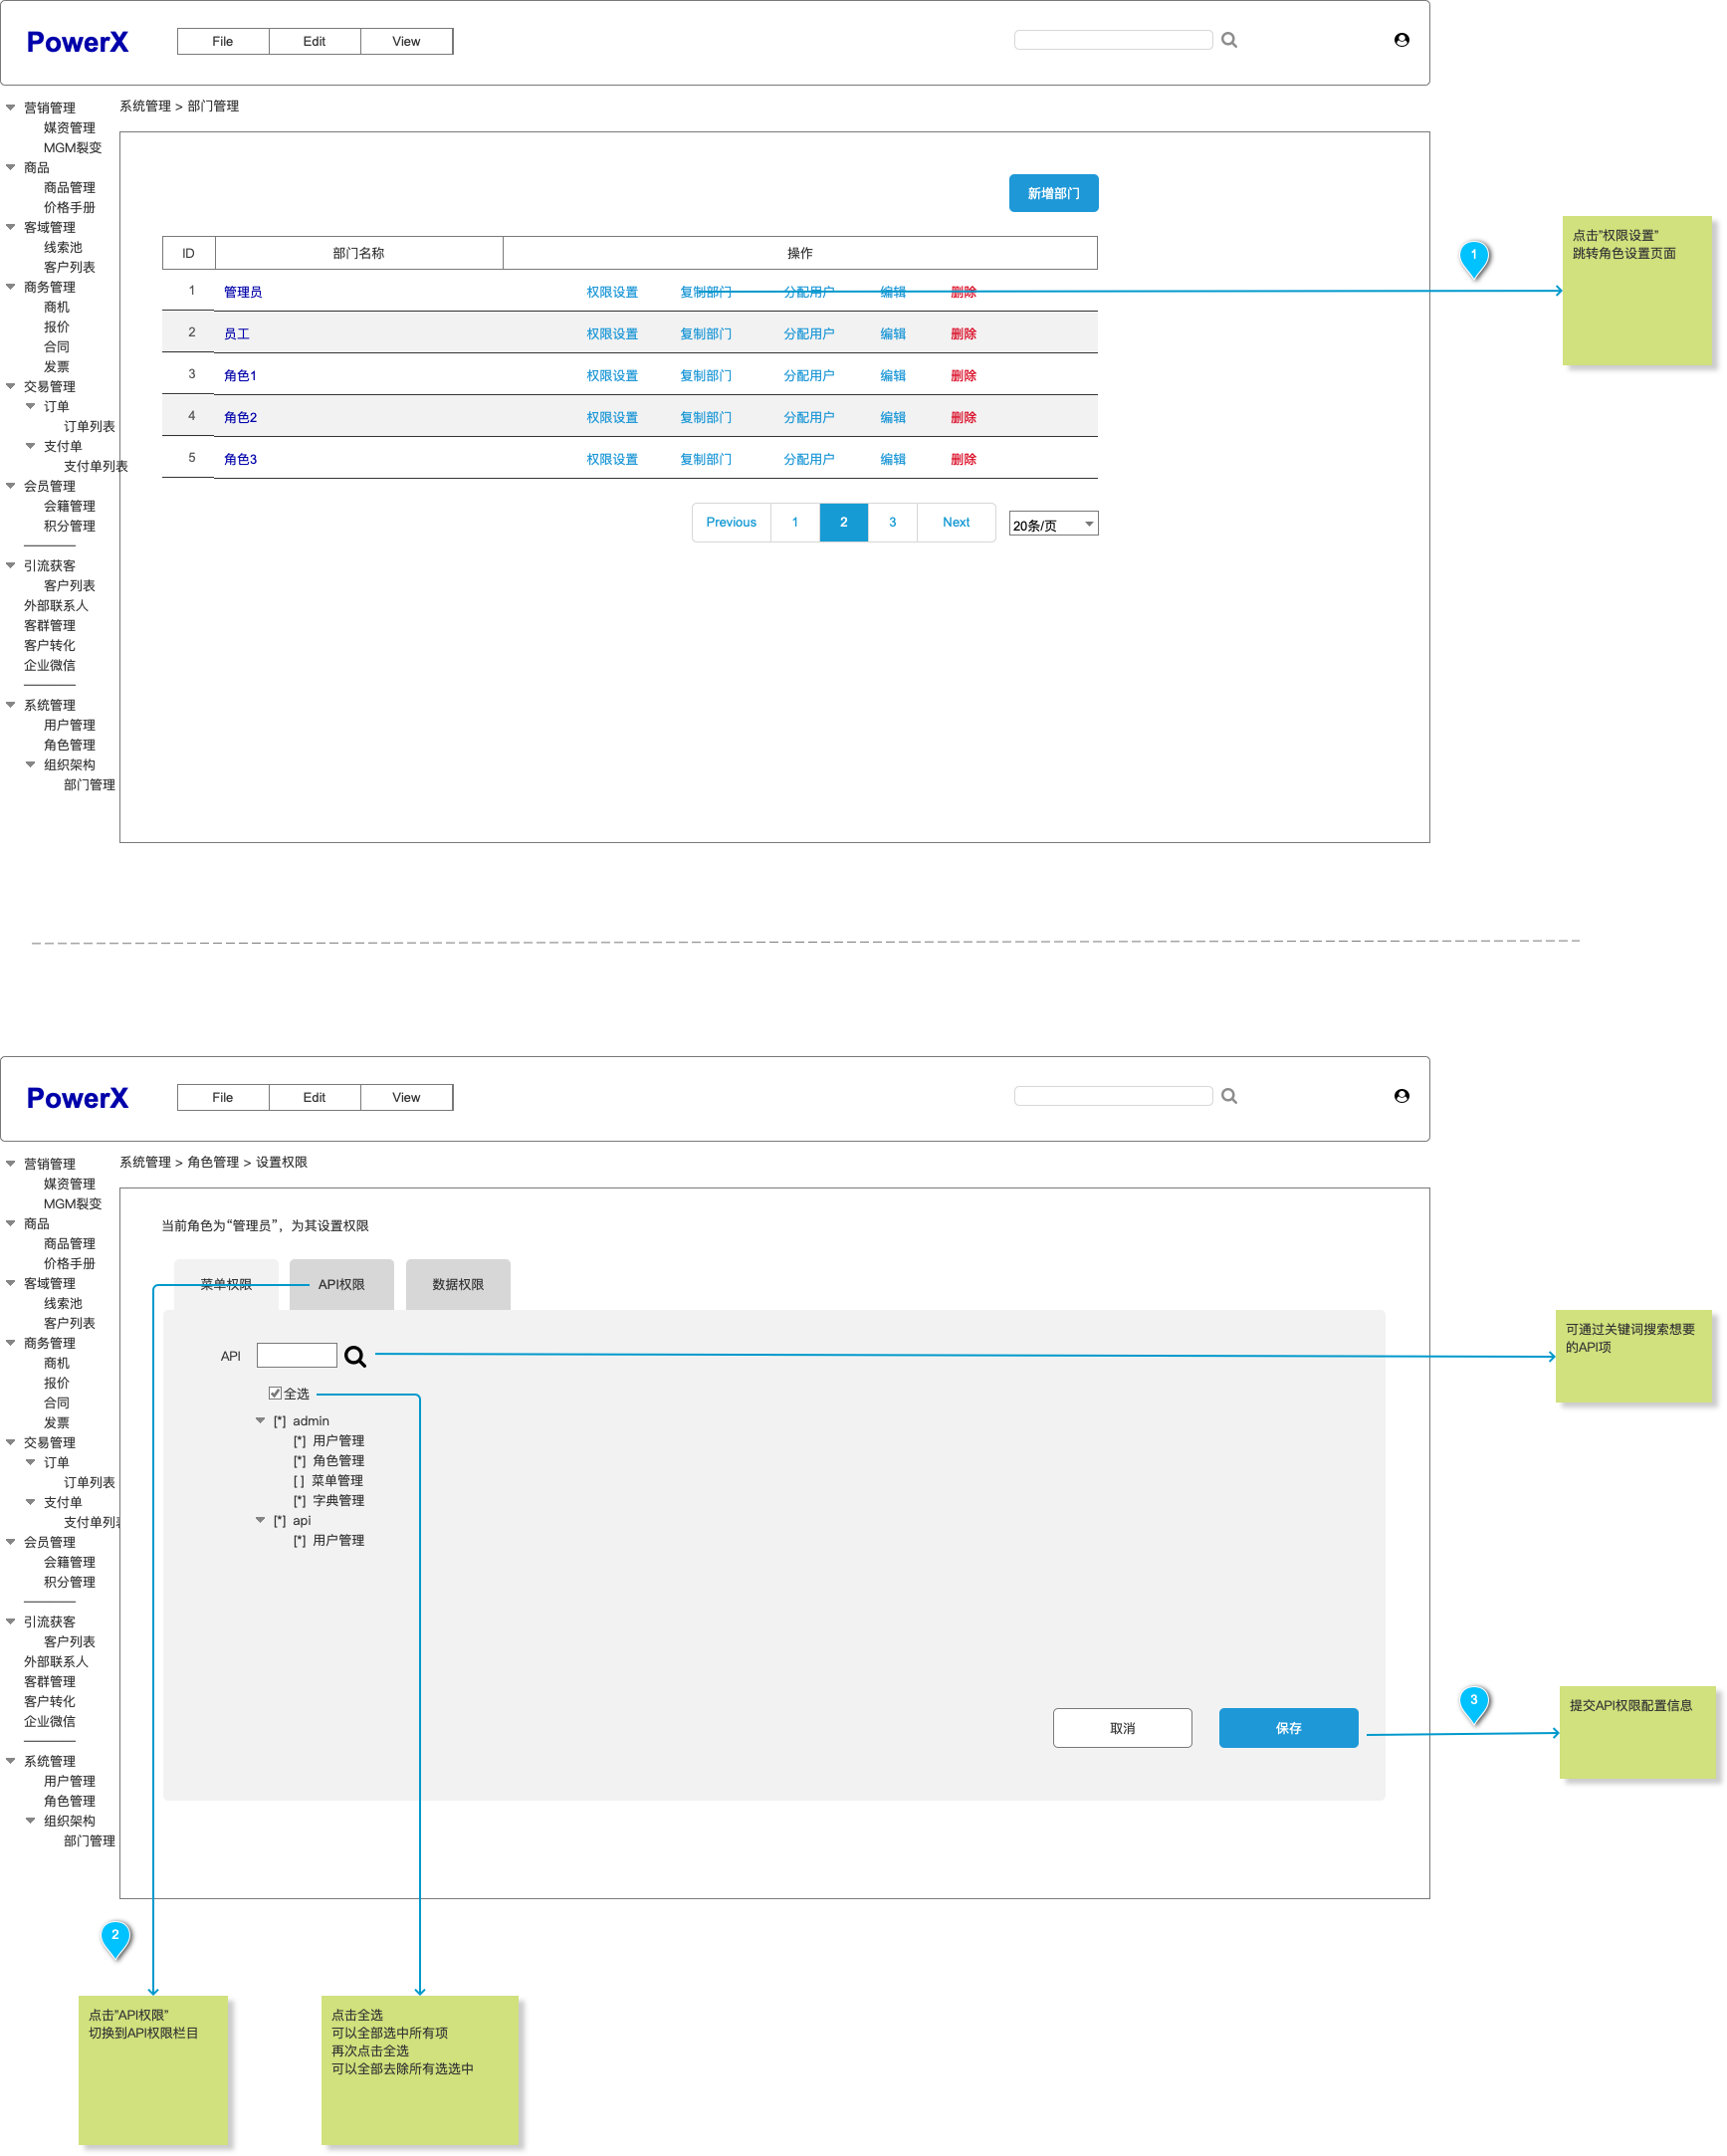 PowerX
File Edit View
系统管理 > 部门管理
营销管理
媒资管理
MGM裂变
商品
商品管理
价格手册
客域管理
线索池
客户列表
商务管理
商机
报价
合同
发票
交易管理
订单
订单列表
支付单
支付单列表
会员管理
会籍管理
积分管理
引流获客
客户列表
外部联系人
客群管理
客户转化
企业微信
系统管理
用户管理
角色管理
组织架构
部门管理
新增部门
ID 部门名称 操作
1 管理员 权限设置 复制部门 分配用户 编辑 删除
2 员工 权限设置 复制部门 分配用户 编辑 删除
3 角色1 权限设置 复制部门 分配用户 编辑 删除
4 角色2 权限设置 复制部门 分配用户 编辑 删除
5 角色3 权限设置 复制部门 分配用户 编辑 删除
Previous 1 2 3 Next 20条/页
1
点击”权限设置”
跳转角色设置页面
PowerX
File Edit View
系统管理 > 角色管理 > 设置权限
营销管理
媒资管理
MGM裂变
商品
商品管理
价格手册
客域管理
线索池
客户列表
商务管理
商机
报价
合同
发票
交易管理
订单
订单列表
支付单
支付单列表
会员管理
会籍管理
积分管理
引流获客
客户列表
外部联系人
客群管理
客户转化
企业微信
系统管理
用户管理
角色管理
组织架构
部门管理
当前角色为“管理员”，为其设置权限
菜单权限 API权限 数据权限
API
全选
[*] admin
[*] 用户管理
[*] 角色管理
[ ] 菜单管理
[*] 字典管理
[*] api
[*] 用户管理
取消 保存
可通过关键词搜索想要
的API项
3
提交API权限配置信息
2
点击”API权限”
切换到API权限栏目
点击全选
可以全部选中所有项
再次点击全选
可以全部去除所有选选中